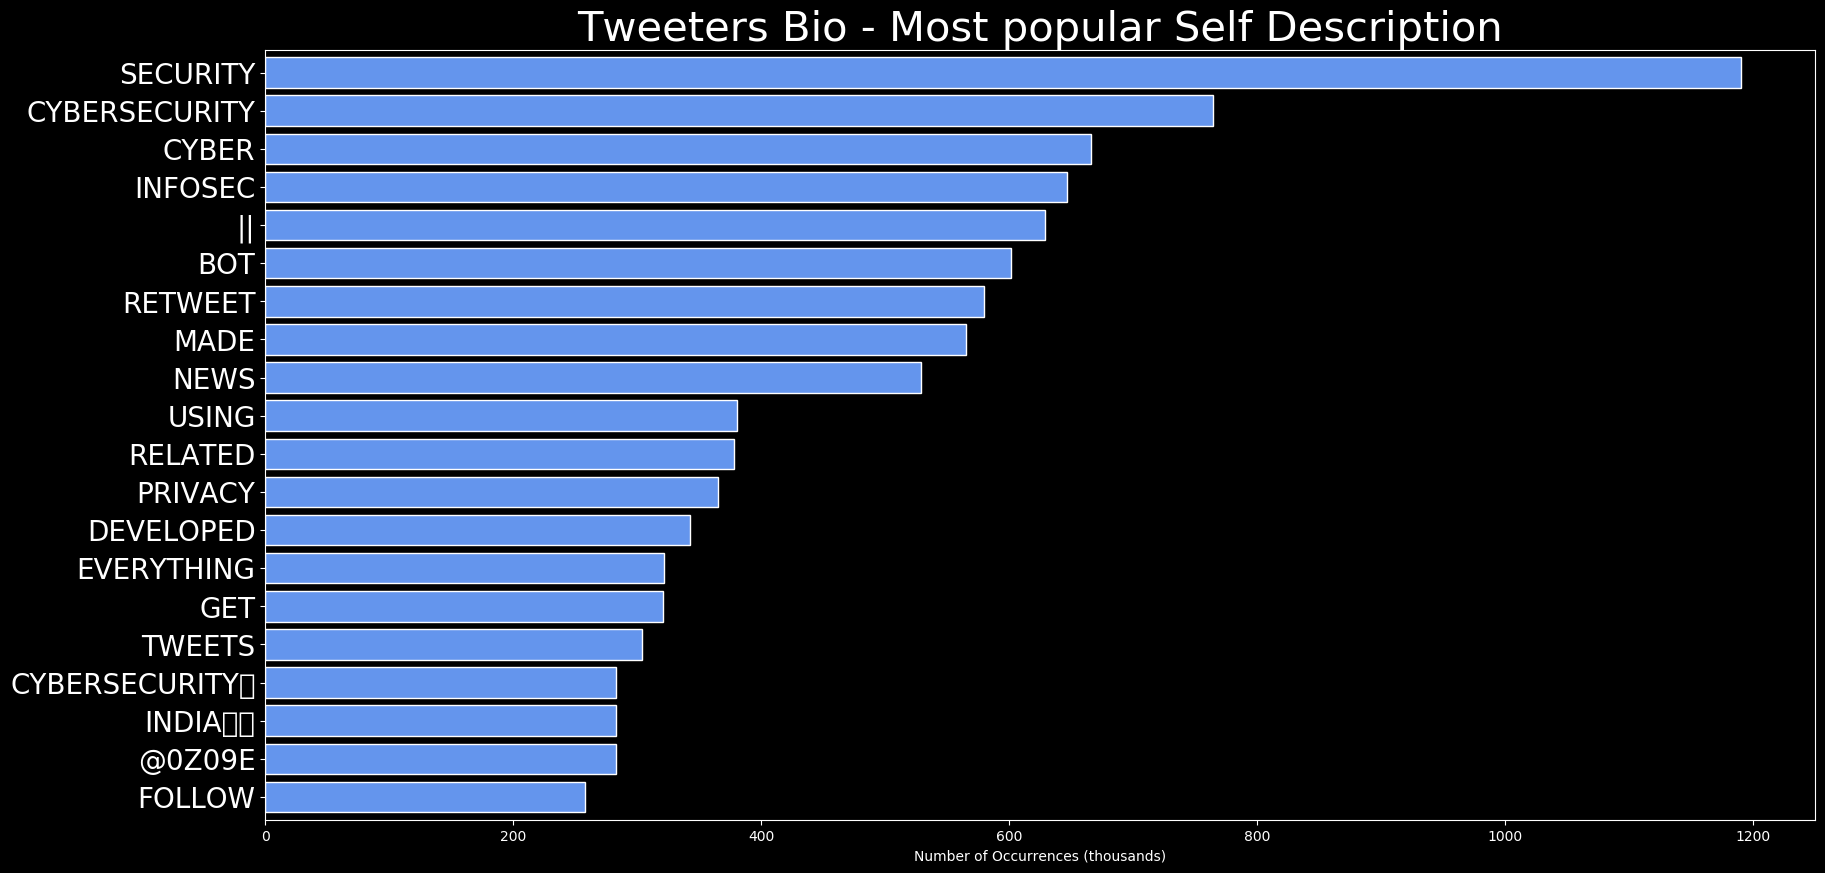 Tweeters Bio - Most popular Self Description
SECURITY
CYBERSECURITY
CYBER
INFOSEC
||
BOT
RETWEET
MADE
NEWS
USING
RELATED
PRIVACY
DEVELOPED
EVERYTHING
GET
TWEETS
CYBERSECURITY▯
INDIA▯▯
@0Z09E
FOLLOW
0 200 400 600 800 1000 1200
Number of Occurrences (thousands)